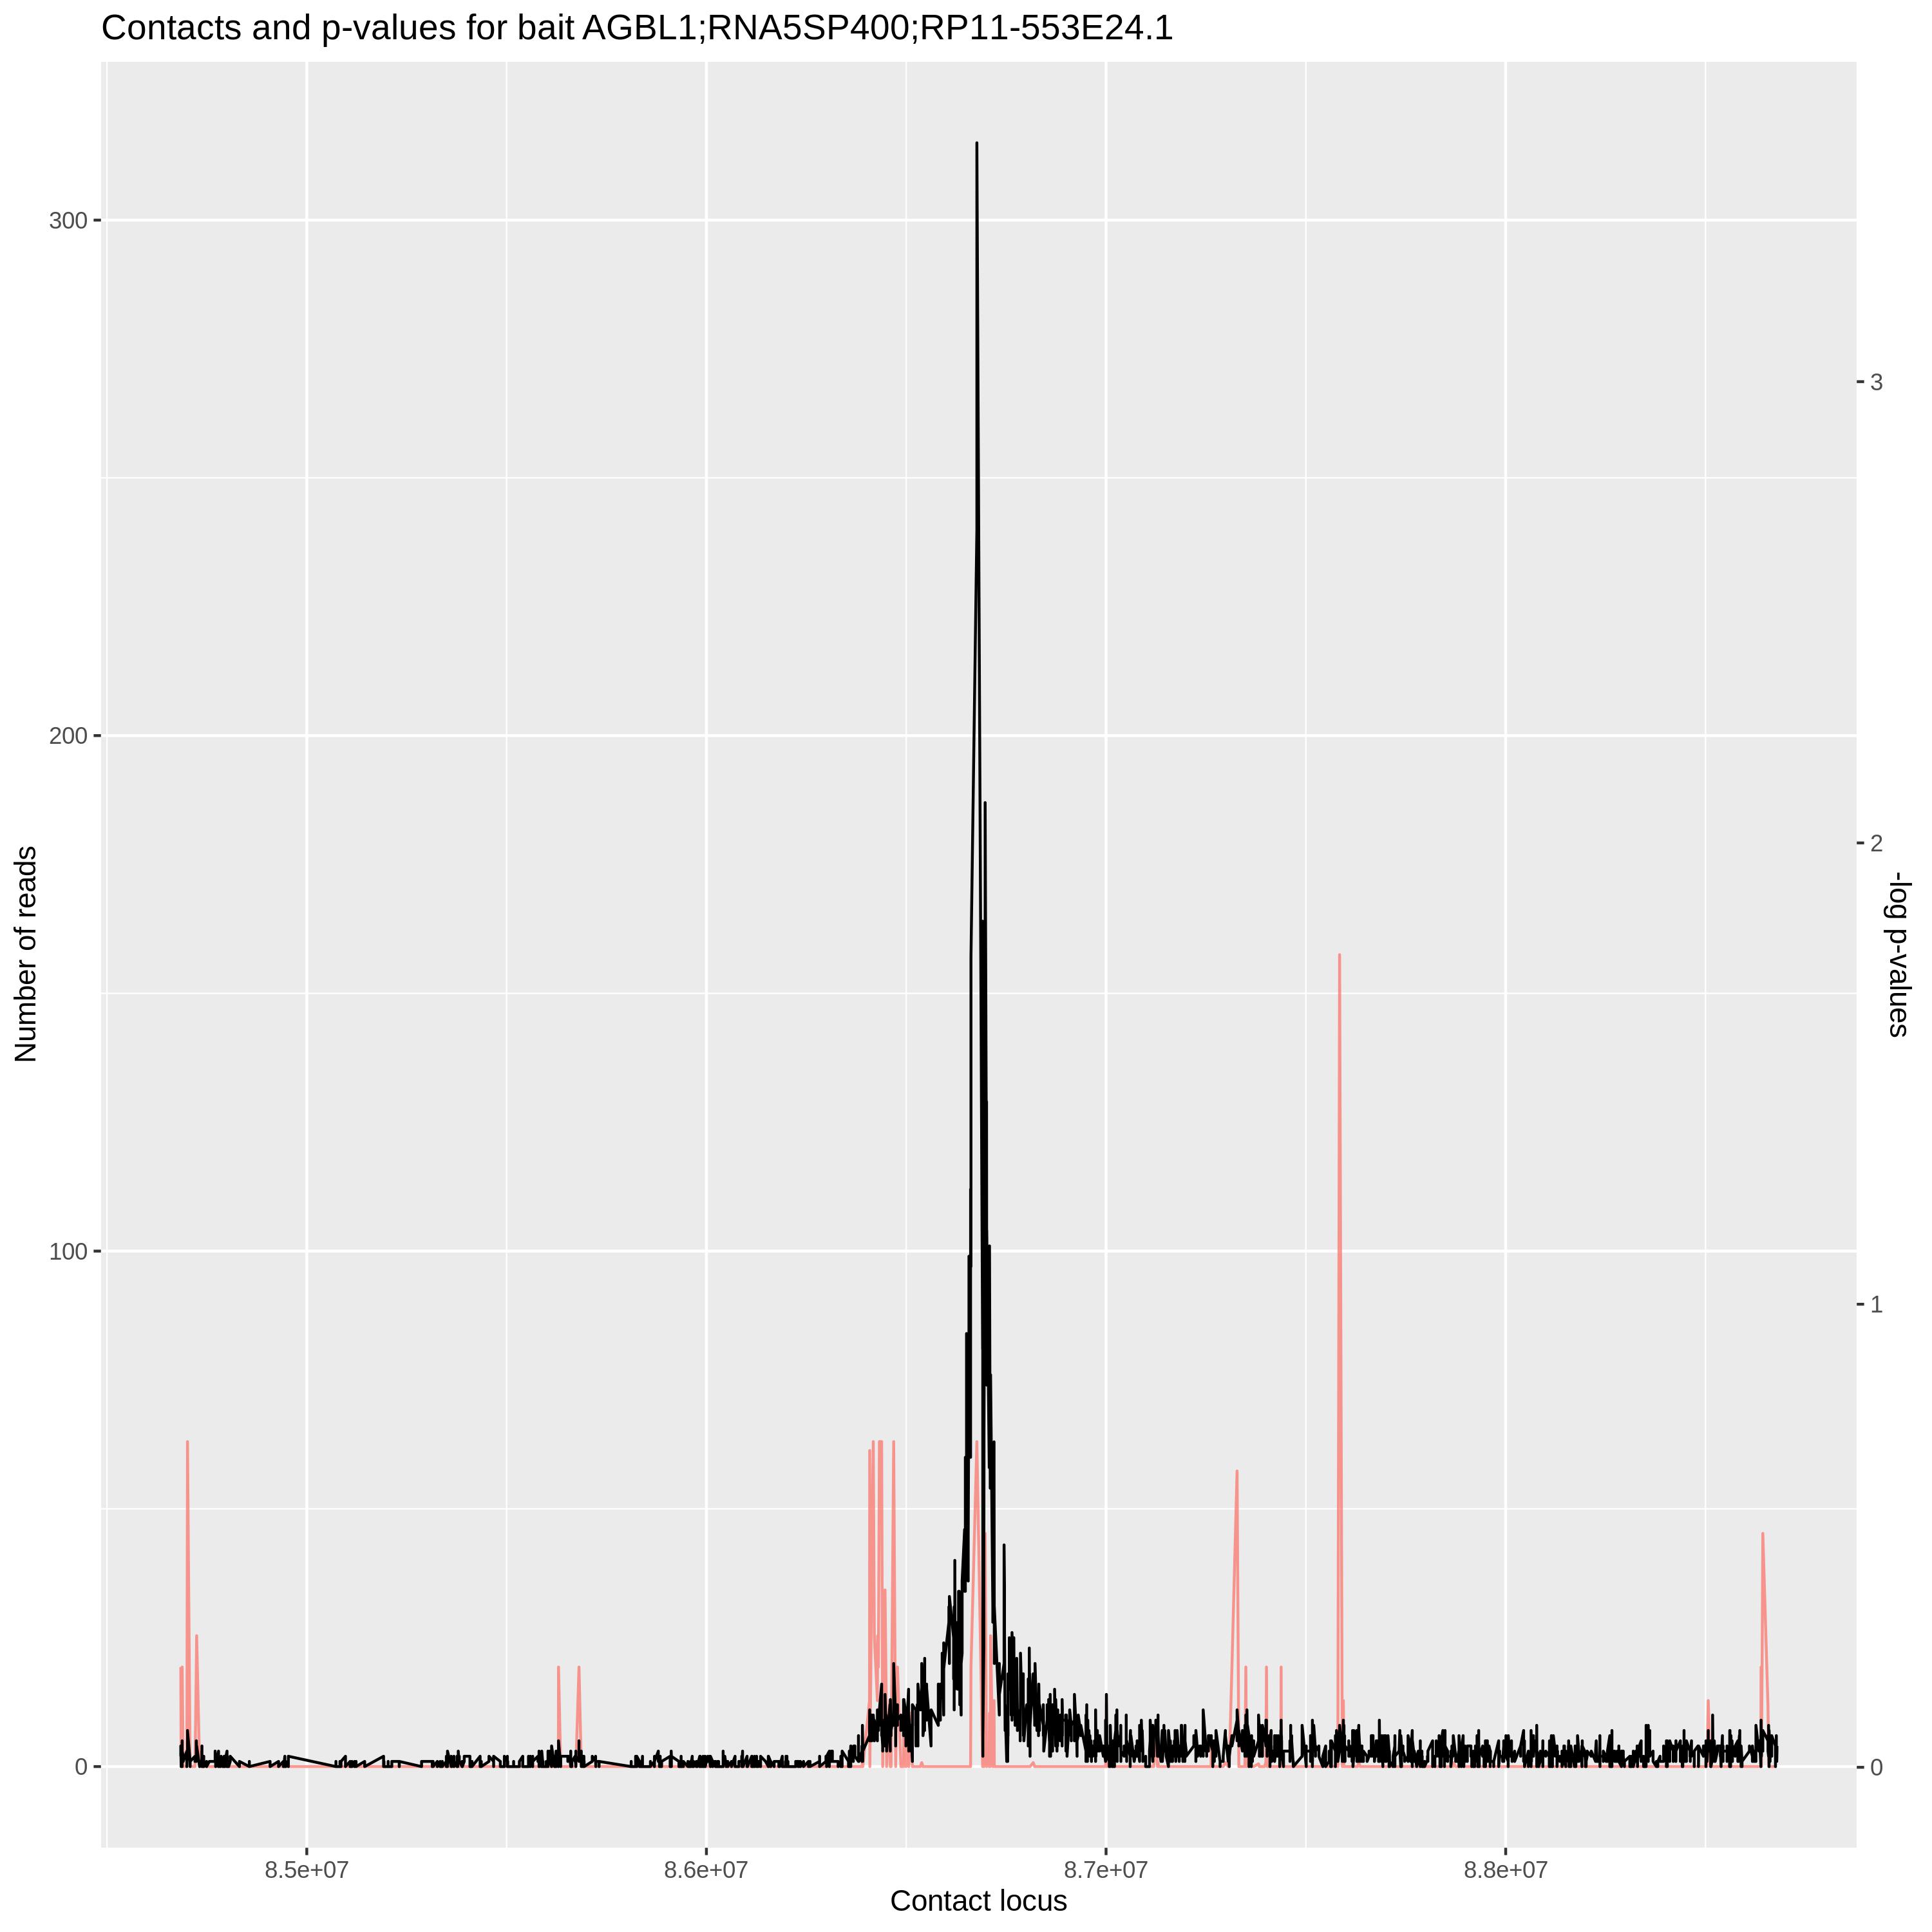 Contacts and p-values for bait AGBL1;RNA5SP400;RP11-553E24.1
300
200
100
0
Number of reads
3
2
1
0
-log p-values
8.5e+07
8.6e+07
8.7e+07
8.8e+07
Contact locus